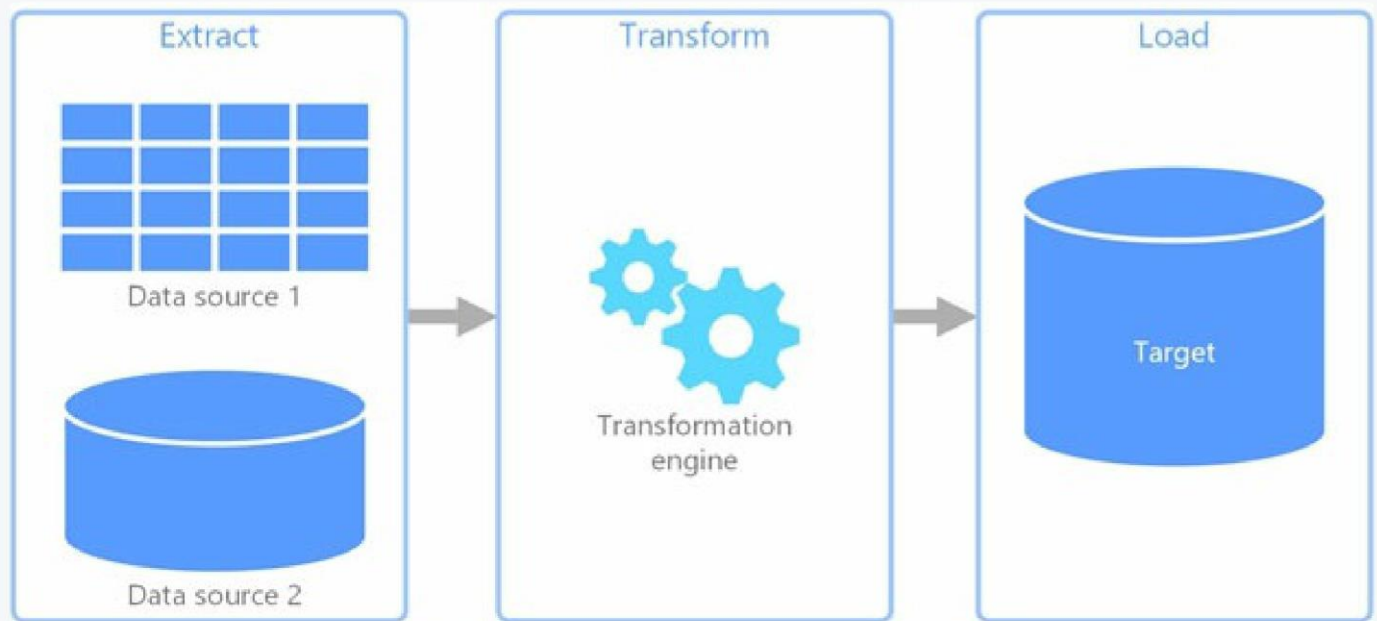 Extract
Transform
Load
Data source 1
Data source 2
Transformation
engine
Target